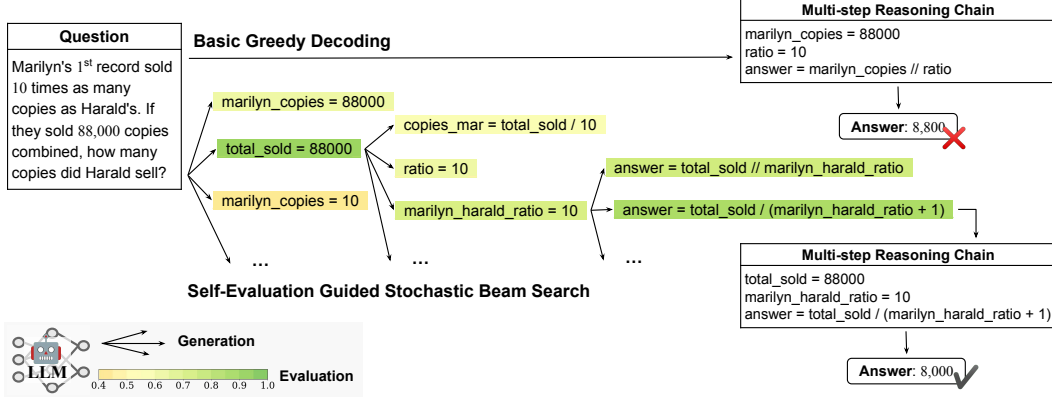 Question
Marilyn's 1st record sold
10 times as many
copies as Harald's. If
they sold 88,000 copies
combined, how many
copies did Harald sell?
Basic Greedy Decoding
Multi-step Reasoning Chain
marilyn_copies = 88000
ratio = 10
answer = marilyn_copies // ratio
Answer: 8,800
marilyn_copies = 88000
total_sold = 88000
marilyn_copies = 10
...
copies_mar = total_sold / 10
ratio = 10
marilyn_harald_ratio = 10
...
answer = total_sold // marilyn_harald_ratio
answer = total_sold / (marilyn_harald_ratio + 1)
...
Self-Evaluation Guided Stochastic Beam Search
Multi-step Reasoning Chain
total_sold = 88000
marilyn_harald_ratio = 10
answer = total_sold / (marilyn_harald_ratio + 1)
Answer: 8,000
LLM
Generation
Evaluation
0.4 0.5 0.6 0.7 0.8 0.9 1.0